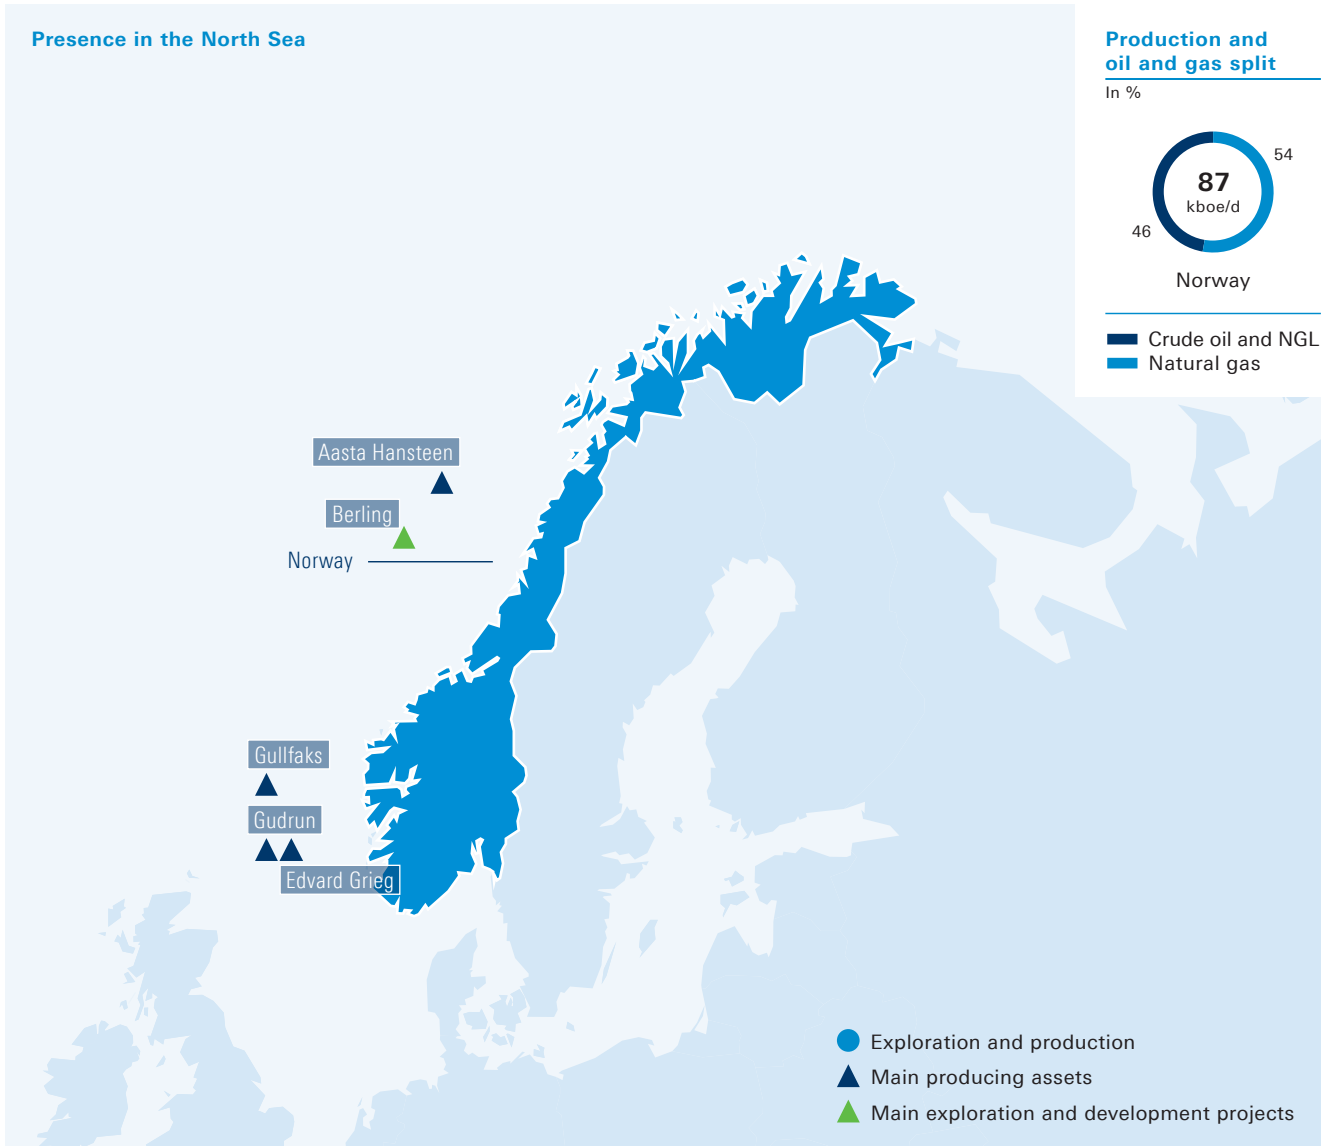 Presence in the North Sea
Production and
oil and gas split
In %
54
87
kboe/d
46
Norway
Crude oil and NGL
Natural gas
Aasta Hansteen
Berling
Norway
Gullfaks
Gudrun
Edvard Grieg
Exploration and production
Main producing assets
Main exploration and development projects